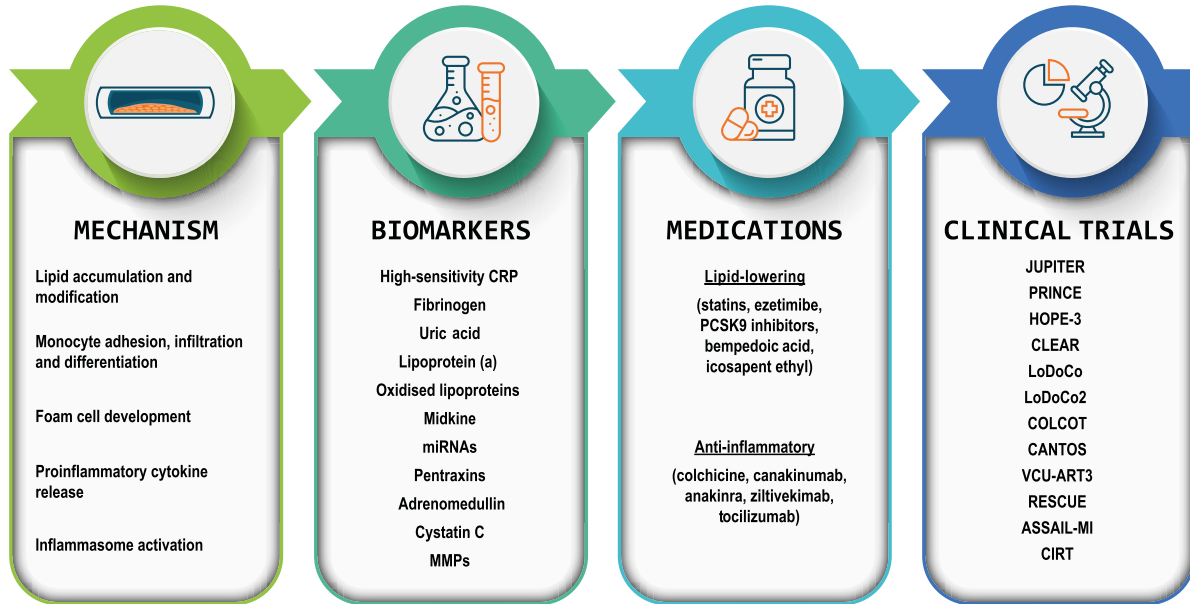 MECHANISM
Lipid accumulation and
modification
Monocyte adhesion, infiltration
and differentiation
Foam cell development
Proinflammatory cytokine
release
Inflammasome activation
BIOMARKERS
High-sensitivity CRP
Fibrinogen
Uric acid
Lipoprotein (a)
Oxidised lipoproteins
Midkine
miRNAs
Pentraxins
Adrenomedullin
Cystatin C
MMPs
MEDICATIONS
Lipid-lowering
(statins, ezetimibe,
PCSK9 inhibitors,
bempedoic acid,
icosapent ethyl)
Anti-inflammatory
(colchicine, canakinumab,
anakinra, ziltivekimab,
tocilizumab)
CLINICAL TRIALS
JUPITER
PRINCE
HOPE-3
CLEAR
LoDoCo
LoDoCo2
COLCOT
CANTOS
VCU-ART3
RESCUE
ASSAIL-MI
CIRT